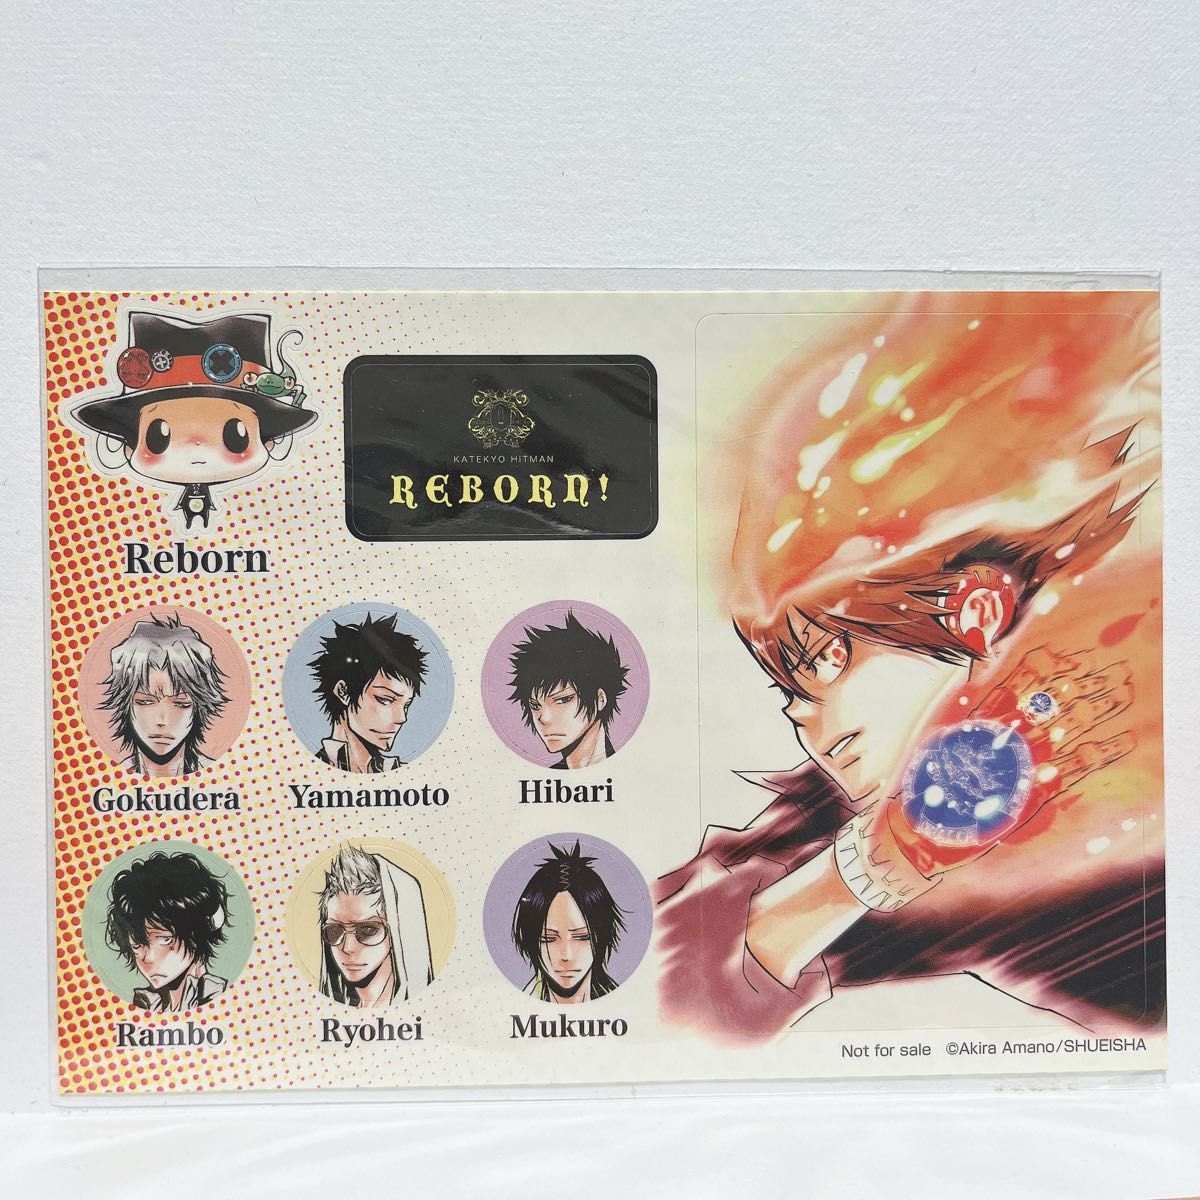 KATEKYO HITMAN
REBORN!
Reborn
Gokudera
Yamamoto
Hibari
Rambo
Ryohei
Mukuro
Not for sale ©Akira Amano/SHUEISHA